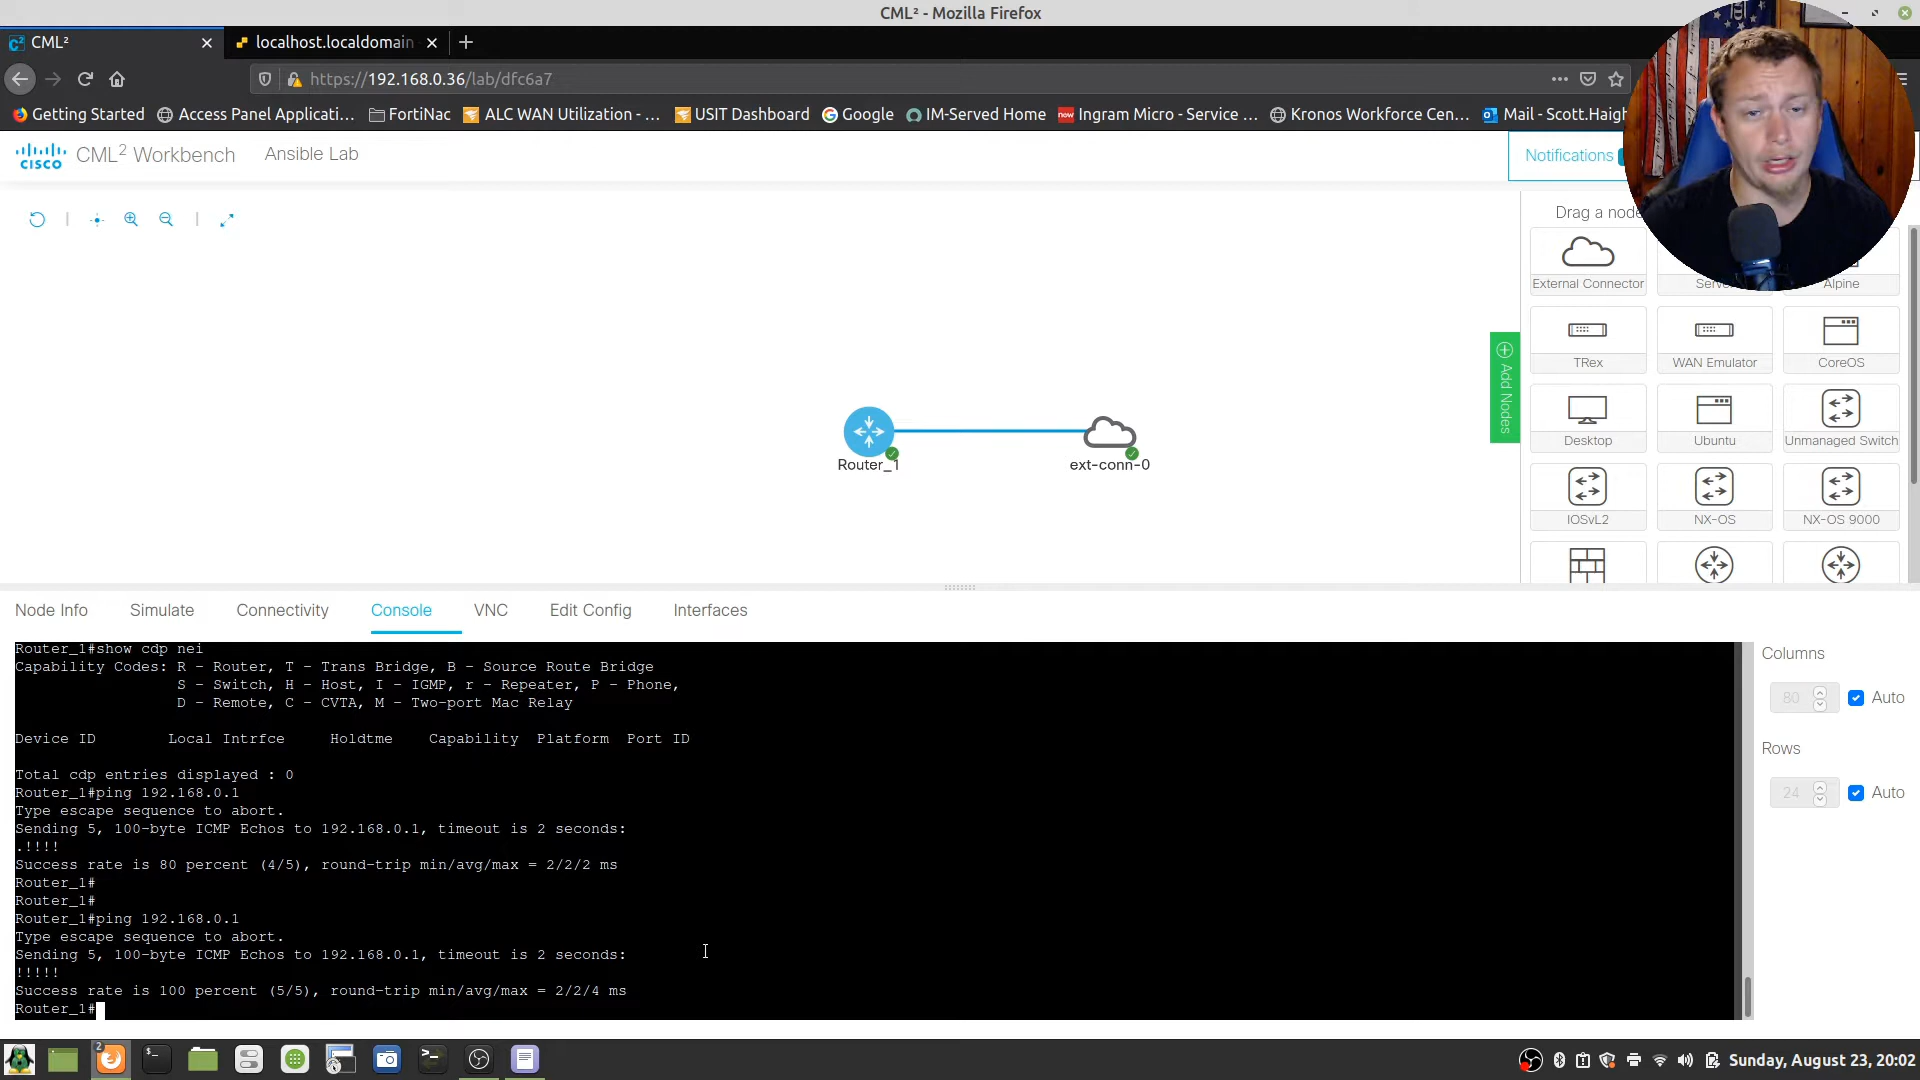 CML² - Mozilla Firefox
CML²
localhost.localdomain
https://192.168.0.36/lab/dfc6a7
Getting Started
Access Panel Applicati...
FortiNac
ALC WAN Utilization - ...
USIT Dashboard
Google
IM-Served Home
Ingram Micro - Service ...
Kronos Workforce Cen...
Mail - Scott.Haigh
CISCO
CML² Workbench
Ansible Lab
Notifications
Drag a node
External Connector
Alpine
TRex
WAN Emulator
CoreOS
Desktop
Ubuntu
Unmanaged Switch
IOSvL2
NX-OS
NX-OS 9000
Add Nodes
Router_1
ext-conn-0
Node Info
Simulate
Connectivity
Console
VNC
Edit Config
Interfaces
Router_1#show cdp nei
Capability Codes: R - Router, T - Trans Bridge, B - Source Route Bridge
S - Switch, H - Host, I - IGMP, r - Repeater, P - Phone,
D - Remote, C - CVTA, M - Two-port Mac Relay
Device ID Local Intrfce Holdtme Capability Platform Port ID
Total cdp entries displayed : 0
Router_1#ping 192.168.0.1
Type escape sequence to abort.
Sending 5, 100-byte ICMP Echos to 192.168.0.1, timeout is 2 seconds:
.!!!!
Success rate is 80 percent (4/5), round-trip min/avg/max = 2/2/2 ms
Router_1#
Router_1#
Router_1#ping 192.168.0.1
Type escape sequence to abort.
Sending 5, 100-byte ICMP Echos to 192.168.0.1, timeout is 2 seconds:
!!!!!
Success rate is 100 percent (5/5), round-trip min/avg/max = 2/2/4 ms
Router_1#
Columns
80
Auto
Rows
24
Auto
2
Sunday, August 23, 20:02